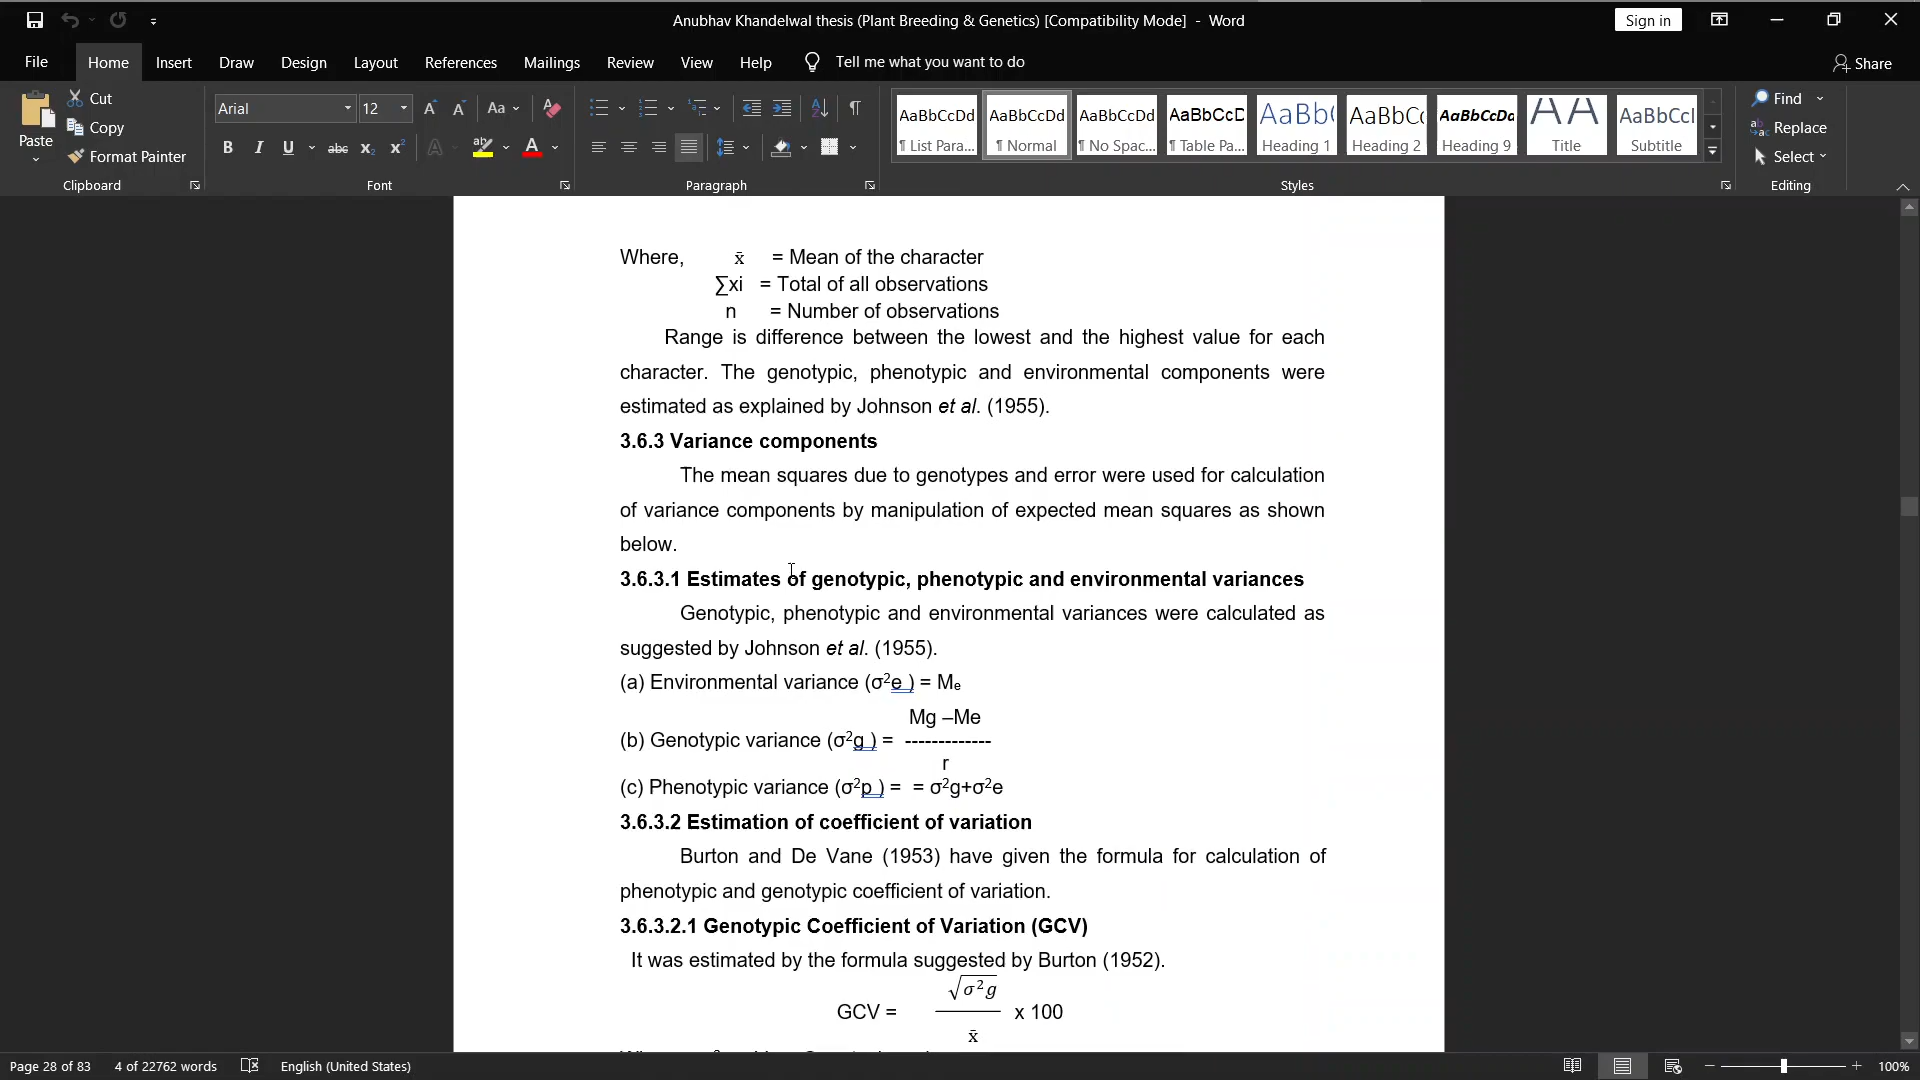 Anubhav Khandelwal thesis (Plant Breeding & Genetics) [Compatibility Mode] - Word
Sign in
File Home Insert Draw Design Layout References Mailings Review View Help Tell me what you want to do
Share
Paste
Cut
Copy
Format Painter
Clipboard
Arial 12
Aa
B I U abc x₂ x² A
Font
Paragraph
AaBbCcDd AaBbCcDd AaBbCcDd AaBbCcD AaBbC AaBbCc AaBbCcDd AA AaBbCcD
¶ List Para... ¶ Normal ¶ No Spac... ¶ Table Pa... Heading 1 Heading 2 Heading 9 Title Subtitle
Styles
Find
Replace
Select
Editing
Where, x̄ = Mean of the character
∑xi = Total of all observations
n = Number of observations
Range is difference between the lowest and the highest value for each
character. The genotypic, phenotypic and environmental components were
estimated as explained by Johnson et al. (1955).
3.6.3 Variance components
The mean squares due to genotypes and error were used for calculation
of variance components by manipulation of expected mean squares as shown
below.
3.6.3.1 Estimates of genotypic, phenotypic and environmental variances
Genotypic, phenotypic and environmental variances were calculated as
suggested by Johnson et al. (1955).
(a) Environmental variance (σ²e ) = Mₑ
Mg –Me
(b) Genotypic variance (σ²g ) = -------------
r
(c) Phenotypic variance (σ²p ) = = σ²g+σ²e
3.6.3.2 Estimation of coefficient of variation
Burton and De Vane (1953) have given the formula for calculation of
phenotypic and genotypic coefficient of variation.
3.6.3.2.1 Genotypic Coefficient of Variation (GCV)
It was estimated by the formula suggested by Burton (1952).
√σ²g
GCV = x 100
x̄
Page 28 of 83 4 of 22762 words English (United States) 100%